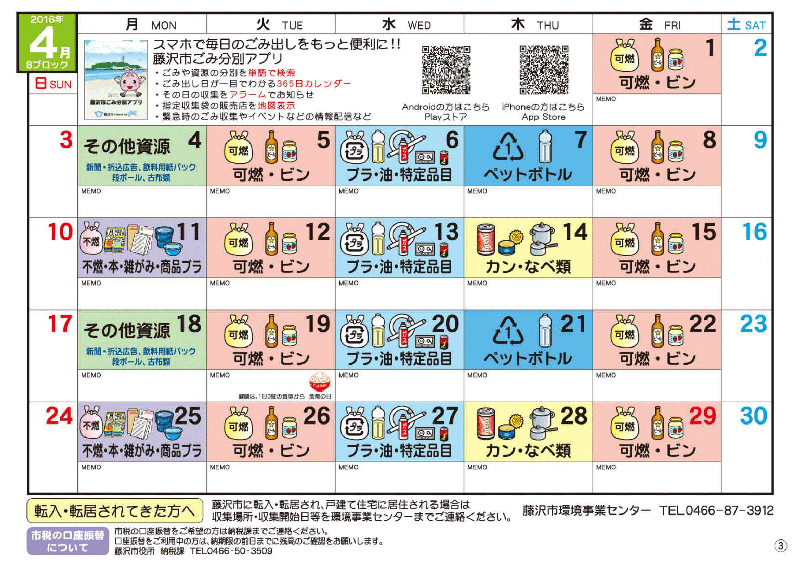 2016年
4月
8ブロック
日 SUN
月 MON
火 TUE
水 WED
木 THU
金 FRI
土 SAT
スマホで毎日のごみ出しをもっと便利に!!
藤沢市ごみ分別アプリ
・ごみや資源の分別を単語で検索
・ごみ出し日が一目でわかる365日カレンダー
・その日の収集をアラームでお知らせ
・指定収集袋の販売店を地図表示
・緊急時のごみ収集やイベントなどの情報配信など
藤沢市ごみ分別アプリ
Androidの方はこちら
Playストア
iPhoneの方はこちら
App Store
可燃
1
可燃・ビン
MEMO
2
3
その他資源 4
新聞・折込広告、飲料用紙パック
段ボール、古布類
MEMO
可燃
5
可燃・ビン
MEMO
プラ
6
プラ・油・特定品目
MEMO
1
7
ペットボトル
MEMO
可燃
8
可燃・ビン
MEMO
9
10
不燃
11
不燃・本・雑がみ・商品プラ
MEMO
可燃
12
可燃・ビン
MEMO
プラ
13
プラ・油・特定品目
MEMO
14
カン・なべ類
MEMO
可燃
15
可燃・ビン
MEMO
16
17
その他資源 18
新聞・折込広告、飲料用紙パック
段ボール、古布類
MEMO
可燃
19
可燃・ビン
MEMO
健康は、1日3膳の食事から 造幣の日
プラ
20
プラ・油・特定品目
MEMO
1
21
ペットボトル
MEMO
可燃
22
可燃・ビン
MEMO
23
24
不燃
25
不燃・本・雑がみ・商品プラ
MEMO
可燃
26
可燃・ビン
MEMO
プラ
27
プラ・油・特定品目
MEMO
28
カン・なべ類
MEMO
可燃
29
可燃・ビン
MEMO
30
転入・転居されてきた方へ
藤沢市に転入・転居され、戸建て住宅に居住される場合は
収集場所・収集開始日等を環境事業センターまでご連絡ください。
藤沢市環境事業センター TEL0466-87-3912
市税の口座振替
について
市税の口座振替をご希望の方は納税課までご連絡ください。
口座振替をご利用中の方は、納期限の前日までに残高のご確認をお願いします。
藤沢市役所 納税課 TEL0466-50-3509
③